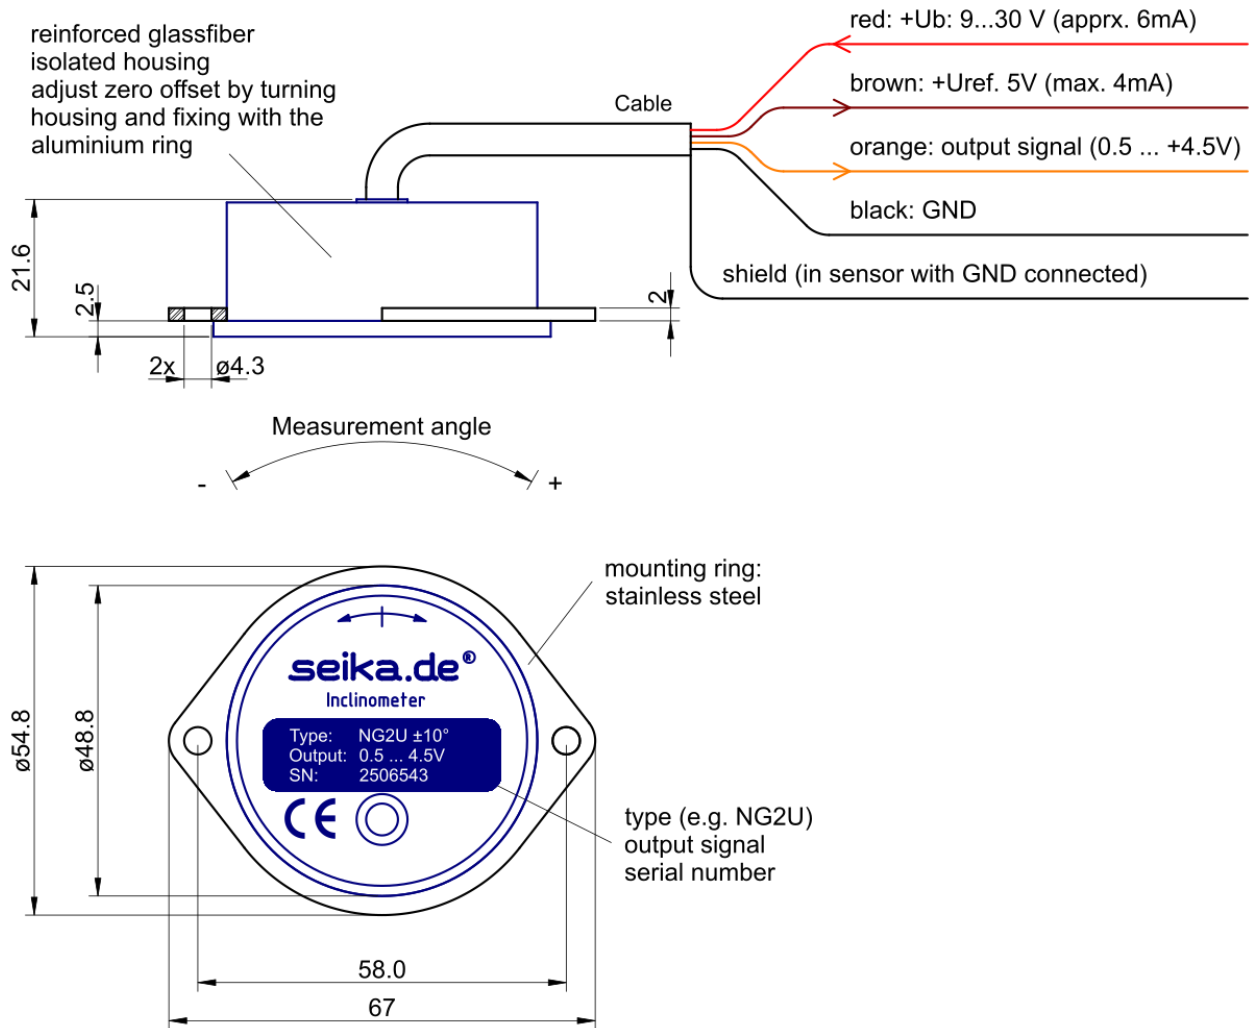 reinforced glassfiber
isolated housing
adjust zero offset by turning
housing and fixing with the
aluminium ring
Cable
red: +Ub: 9...30 V (apprx. 6mA)
brown: +Uref. 5V (max. 4mA)
orange: output signal (0.5 ... +4.5V)
black: GND
shield (in sensor with GND connected)
21.6
2.5
2
2x ø4.3
Measurement angle
- +
mounting ring:
stainless steel
seika.de®
Inclinometer
Type: NG2U ±10°
Output: 0.5 ... 4.5V
SN: 2506543
CE
type (e.g. NG2U)
output signal
serial number
ø54.8
ø48.8
58.0
67